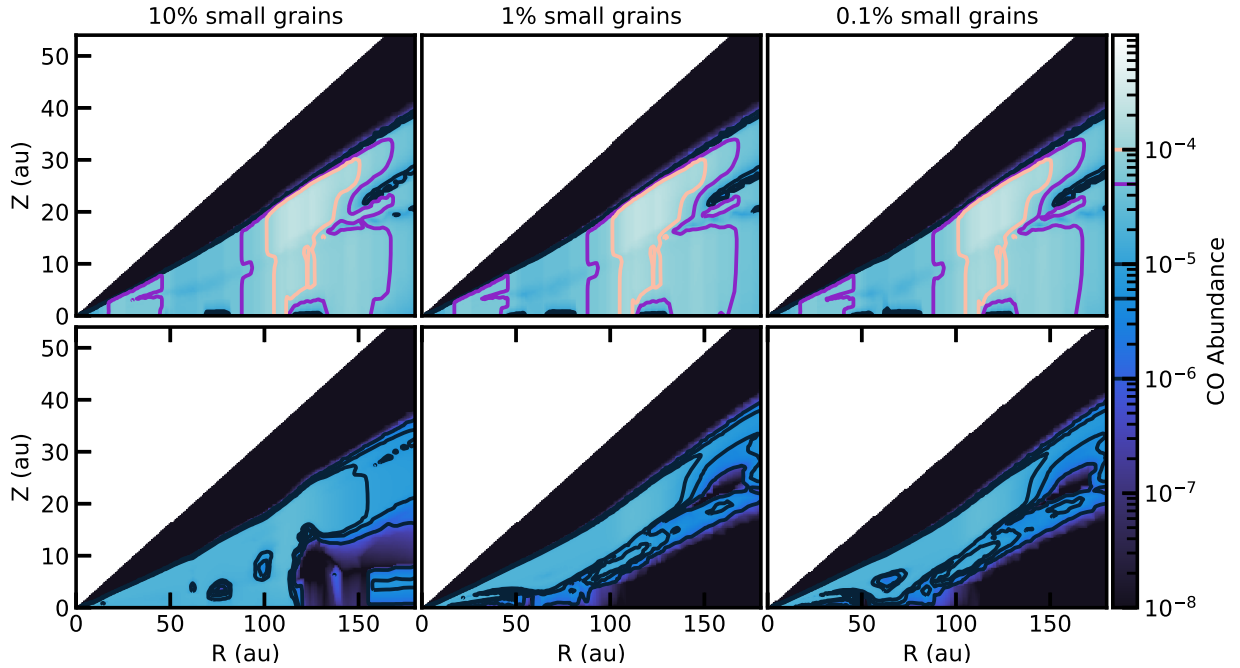 10% small grains 1% small grains 0.1% small grains
50
40
30
20
10
0
Z (au)
50
40
30
20
10
0
Z (au)
0 50 100 150 0 50 100 150 0 50 100 150
R (au) R (au) R (au)
10⁻⁴
10⁻⁵
10⁻⁶
10⁻⁷
10⁻⁸
CO Abundance